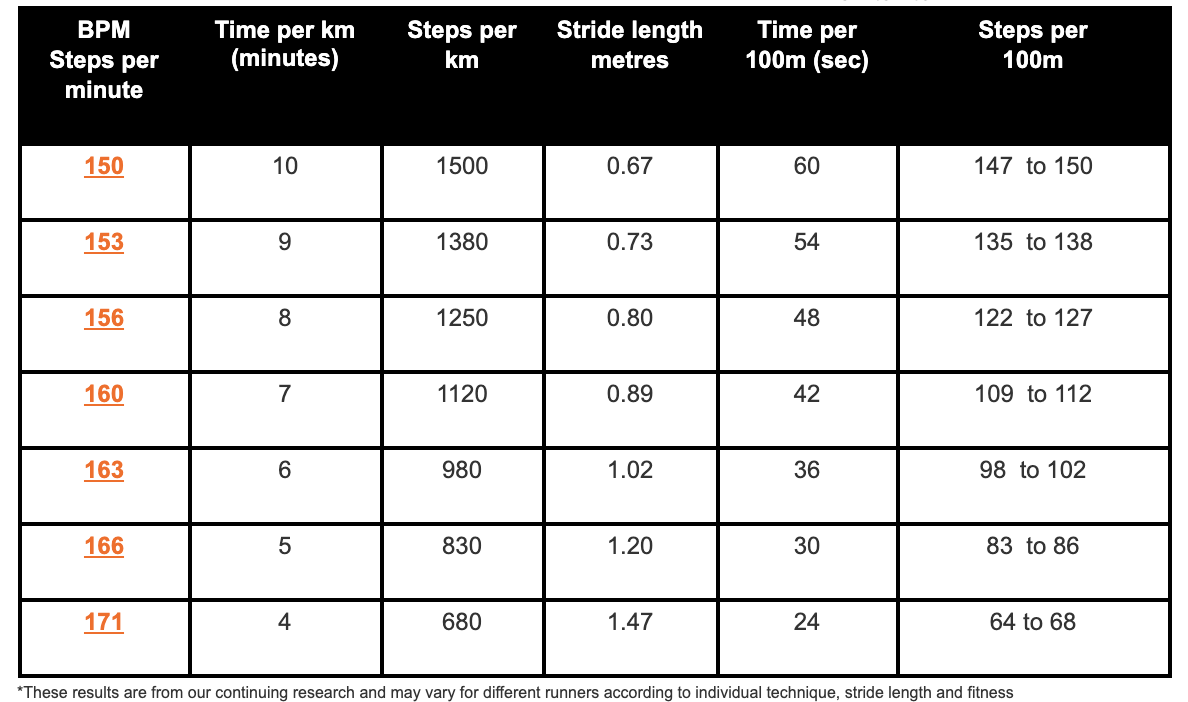 BPM Steps per minute Time per km (minutes) Steps per km Stride length metres Time per 100m (sec) Steps per 100m
150 10 1500 0.67 60 147 to 150
153 9 1380 0.73 54 135 to 138
156 8 1250 0.80 48 122 to 127
160 7 1120 0.89 42 109 to 112
163 6 980 1.02 36 98 to 102
166 5 830 1.20 30 83 to 86
171 4 680 1.47 24 64 to 68
*These results are from our continuing research and may vary for different runners according to individual technique, stride length and fitness